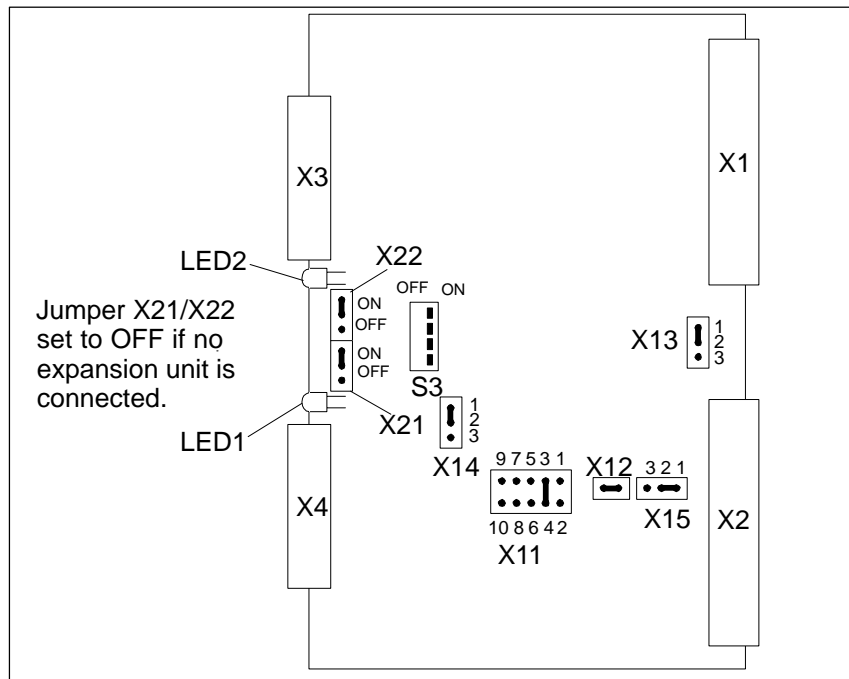 X3
X1
LED2
X22
OFF ON
ON
OFF
Jumper X21/X22
set to OFF if no
expansion unit is
connected.
ON
OFF
S3
X13
1
2
3
X21
LED1
1
2
3
X14
X4
9 7 5 3 1
10 8 6 4 2
X11
X12
3 2 1
X15
X2